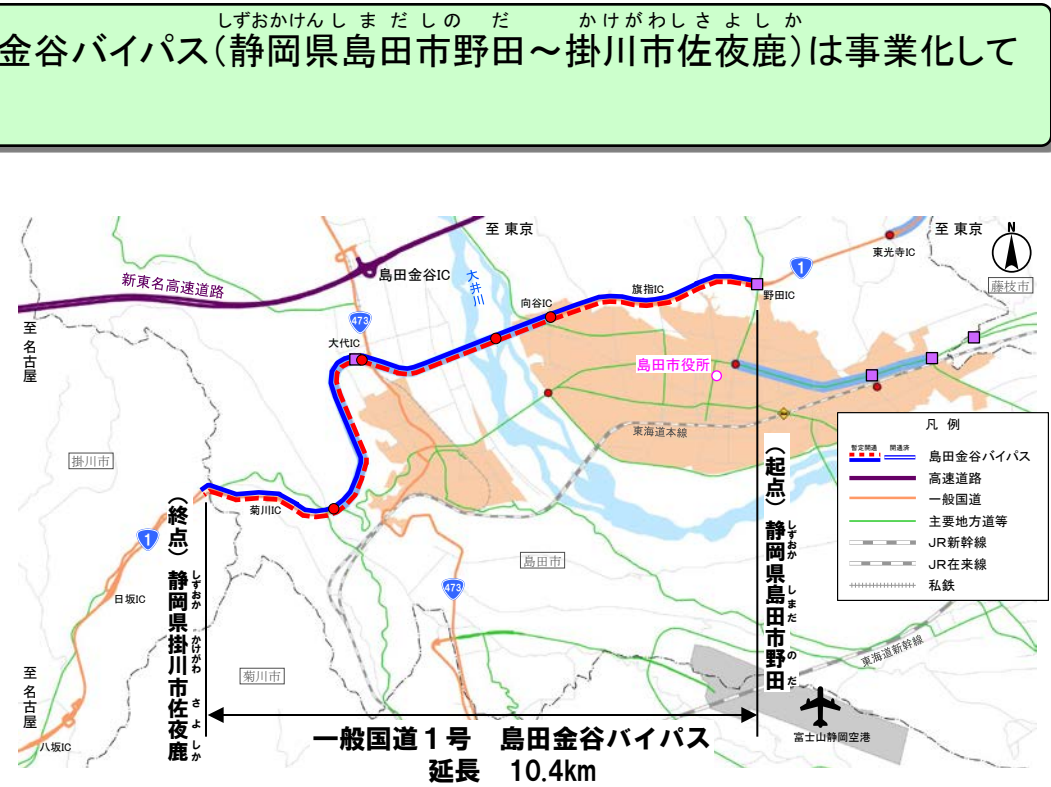 しずおかけんしまだしのだ かけがわしさよしか
金谷バイパス(静岡県島田市野田～掛川市佐夜鹿)は事業化して
至 東京
至 東京
N
東光寺IC
藤枝市
新東名高速道路
島田金谷IC
大井川
旗指IC
1
野田IC
向谷IC
473
大代IC
至 名古屋
島田市役所
東海道本線
凡 例
暫定開通 開通済
島田金谷バイパス
高速道路
一般国道
主要地方道等
JR新幹線
JR在来線
私鉄
掛川市
菊川IC
1
島田市
473
日坂IC
菊川市
至 名古屋
八坂IC
東海道新幹線
富士山静岡空港
(終点) 静岡県掛川市佐夜鹿
しずおか かけがわ さよしか
(起点) 静岡県島田市野田
しずおか しまだ のだ
一般国道１号 島田金谷バイパス
延長 10.4km